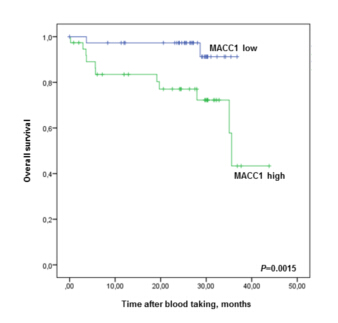 1,0
MACC1 low
0,8
0,6
Overall survival
0,4
MACC1 high
0,2
0,0
P=0.0015
,00 10,00 20,00 30,00 40,00 50,00
Time after blood taking, months